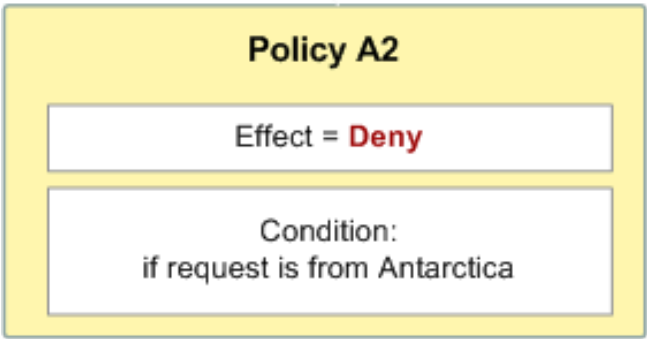 Policy A2
Effect = Deny
Condition:
if request is from Antarctica